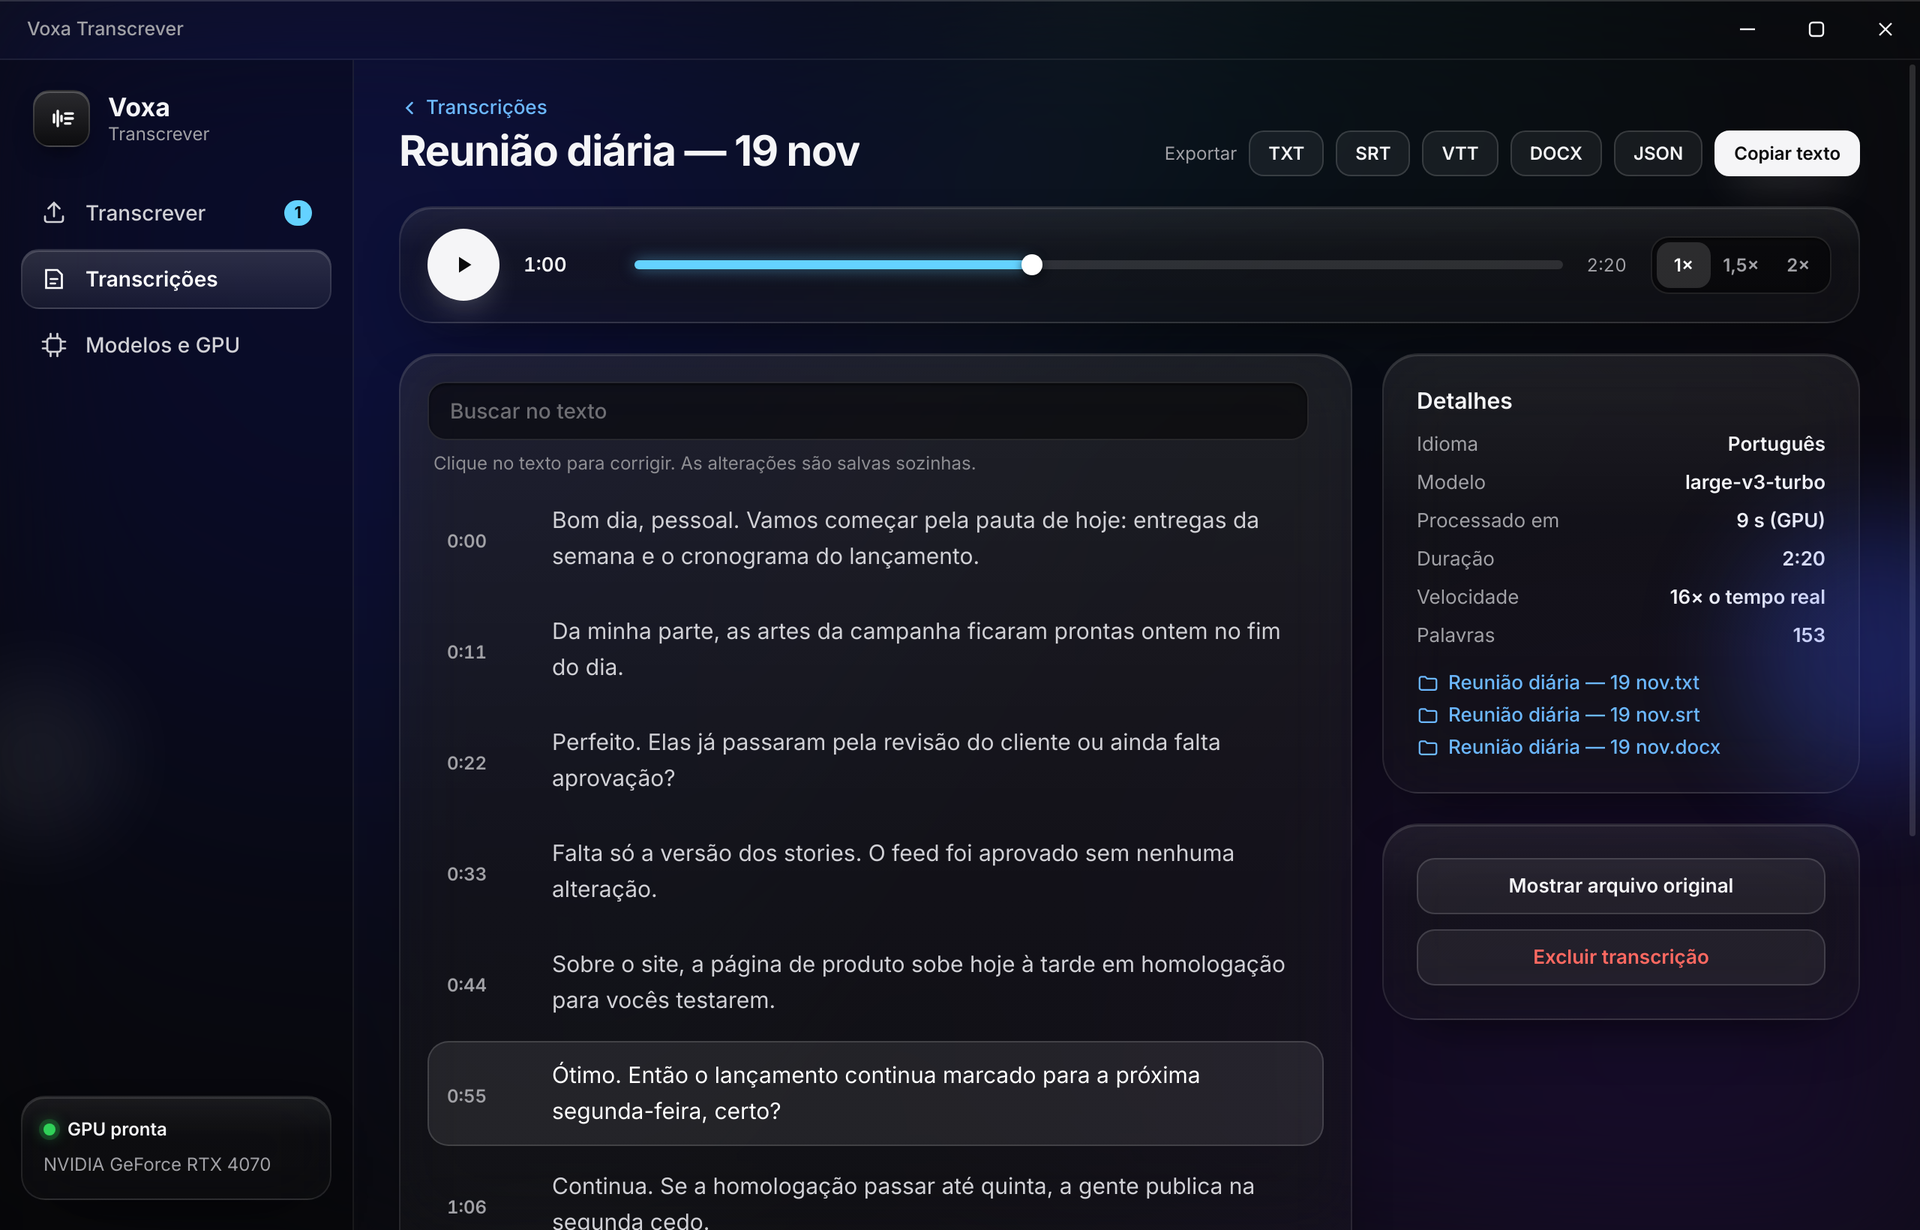 Voxa Transcrever
Voxa
Transcrever
Transcrever
1
Transcrições
Modelos e GPU
GPU pronta
NVIDIA GeForce RTX 4070
Transcrições
Reunião diária — 19 nov
Exportar
TXT
SRT
VTT
DOCX
JSON
Copiar texto
1:00
2:20
1×
1,5×
2×
Buscar no texto
Clique no texto para corrigir. As alterações são salvas sozinhas.
0:00
Bom dia, pessoal. Vamos começar pela pauta de hoje: entregas da
semana e o cronograma do lançamento.
0:11
Da minha parte, as artes da campanha ficaram prontas ontem no fim
do dia.
0:22
Perfeito. Elas já passaram pela revisão do cliente ou ainda falta
aprovação?
0:33
Falta só a versão dos stories. O feed foi aprovado sem nenhuma
alteração.
0:44
Sobre o site, a página de produto sobe hoje à tarde em homologação
para vocês testarem.
0:55
Ótimo. Então o lançamento continua marcado para a próxima
segunda-feira, certo?
1:06
Continua. Se a homologação passar até quinta, a gente publica na
segunda cedo.
Detalhes
Idioma Português
Modelo large-v3-turbo
Processado em 9 s (GPU)
Duração 2:20
Velocidade 16× o tempo real
Palavras 153
Reunião diária — 19 nov.txt
Reunião diária — 19 nov.srt
Reunião diária — 19 nov.docx
Mostrar arquivo original
Excluir transcrição